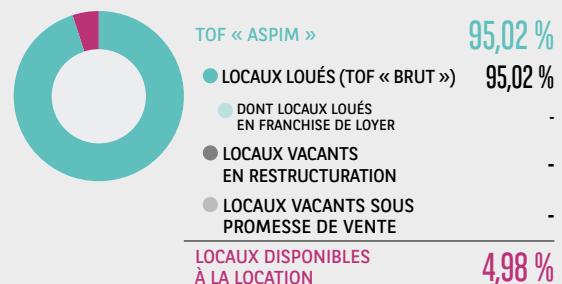 TOF « ASPIM » 95,02 %
LOCAUX LOUÉS (TOF « BRUT ») 95,02 %
DONT LOCAUX LOUÉS
EN FRANCHISE DE LOYER -
LOCAUX VACANTS
EN RESTRUCTURATION -
LOCAUX VACANTS SOUS
PROMESSE DE VENTE -
LOCAUX DISPONIBLES
À LA LOCATION 4,98 %